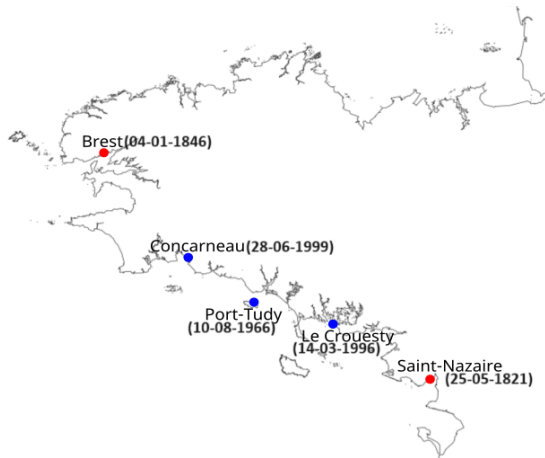 Brest(04-01-1846)
Concarneau(28-06-1999)
Port-Tudy
(10-08-1966)
Le Crouesty
(14-03-1996)
Saint-Nazaire
(25-05-1821)